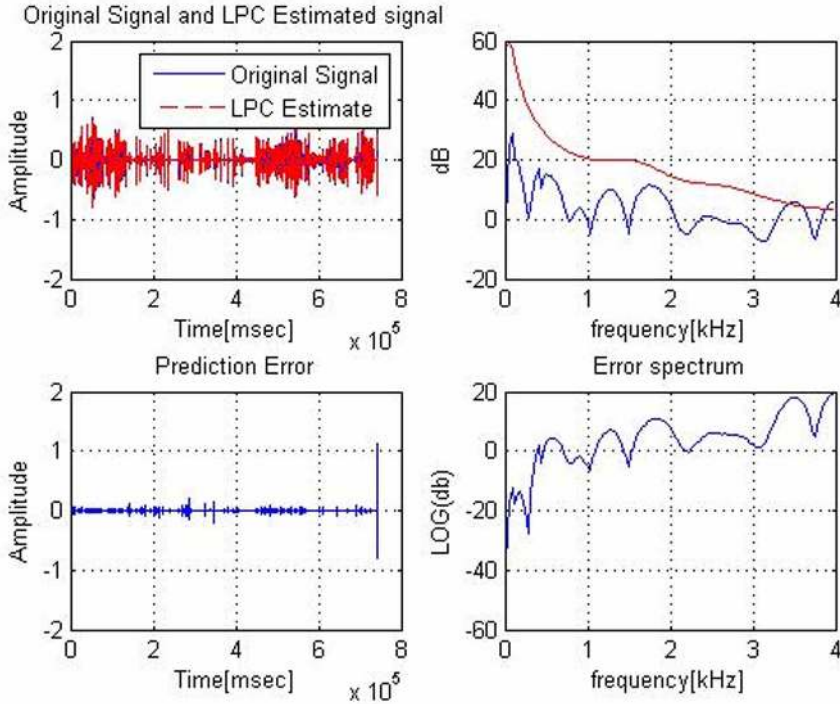 Original Signal and LPC Estimated signal
2
1
0
-1
-2
Amplitude
Original Signal
LPC Estimate
0 2 4 6 8
Time[msec]
x 10^5
60
40
20
0
-20
dB
0 1 2 3 4
frequency[kHz]
Prediction Error
2
1
0
-1
-2
Amplitude
0 2 4 6 8
Time[msec]
x 10^5
Error spectrum
20
0
-20
-40
-60
LOG(db)
0 1 2 3 4
frequency[kHz]